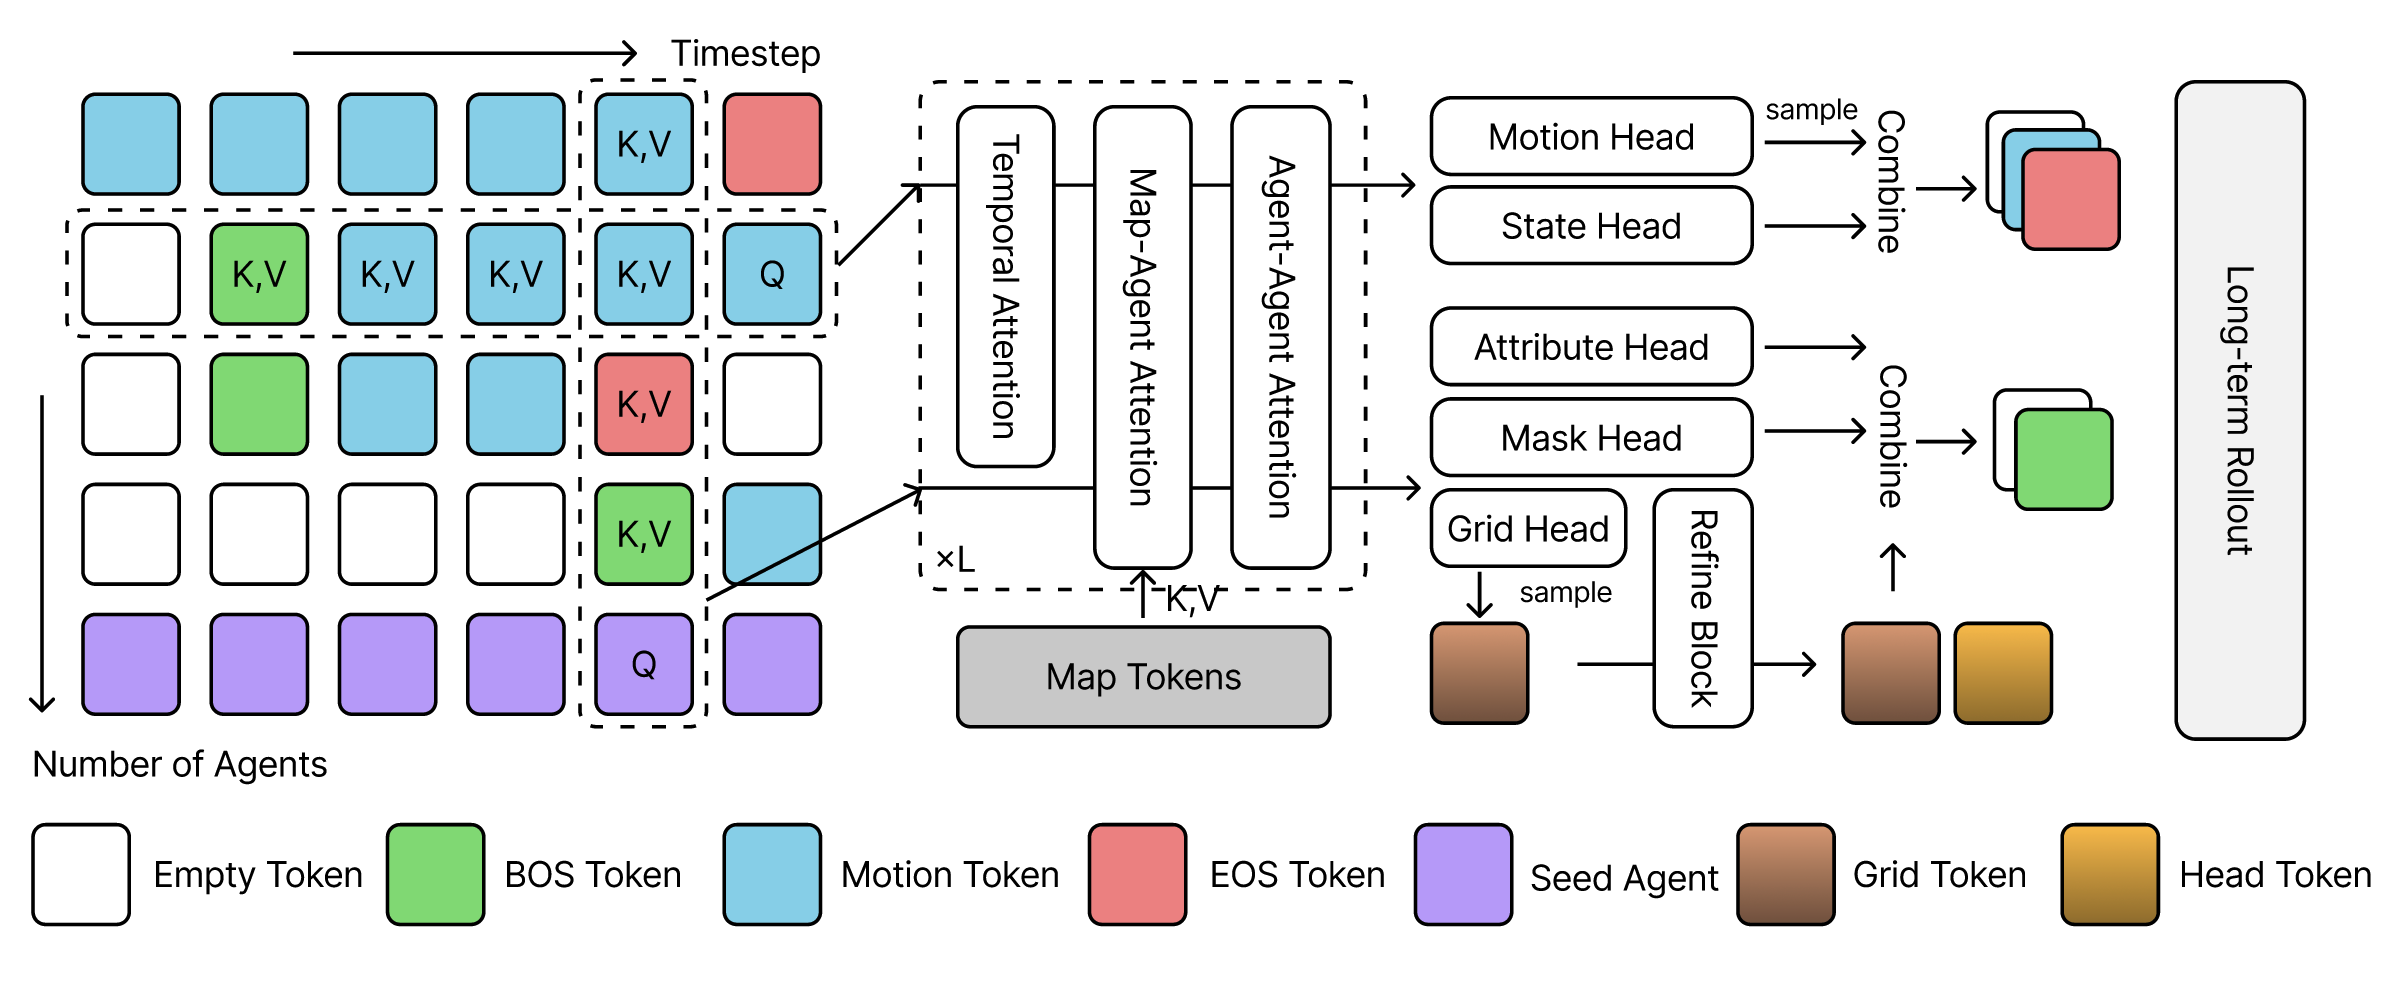 Timestep
K,V
K,V
K,V
K,V
K,V
Q
K,V
K,V
Q
Number of Agents
Temporal Attention
Map-Agent Attention
Agent-Agent Attention
×L
K,V
Map Tokens
Motion Head
State Head
sample
Combine
Attribute Head
Mask Head
Grid Head
sample
Refine Block
Combine
Long-term Rollout
Empty Token
BOS Token
Motion Token
EOS Token
Seed Agent
Grid Token
Head Token